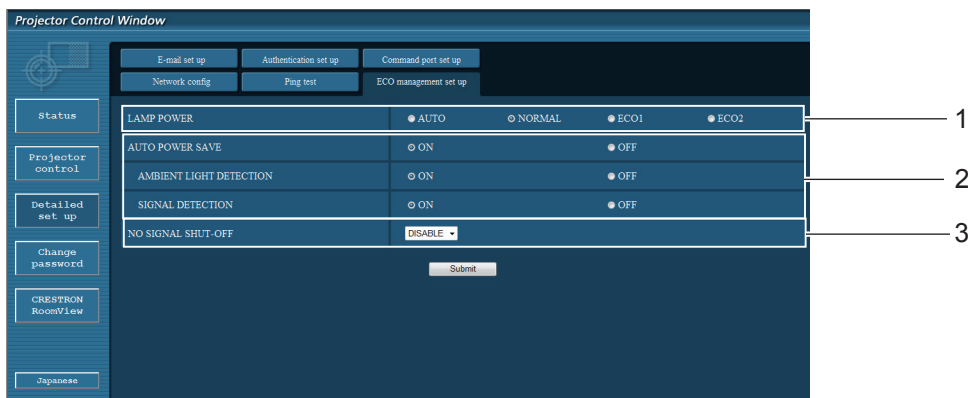 Projector Control Window
E-mail set up
Authentication set up
Command port set up
Network config
Ping test
ECO management set up
Status
Projector
control
Detailed
set up
Change
password
CRESTRON
RoomView
Japanese
LAMP POWER
AUTO
NORMAL
ECO1
ECO2
1
AUTO POWER SAVE
ON
OFF
AMBIENT LIGHT DETECTION
ON
OFF
2
SIGNAL DETECTION
ON
OFF
NO SIGNAL SHUT-OFF
DISABLE
3
Submit